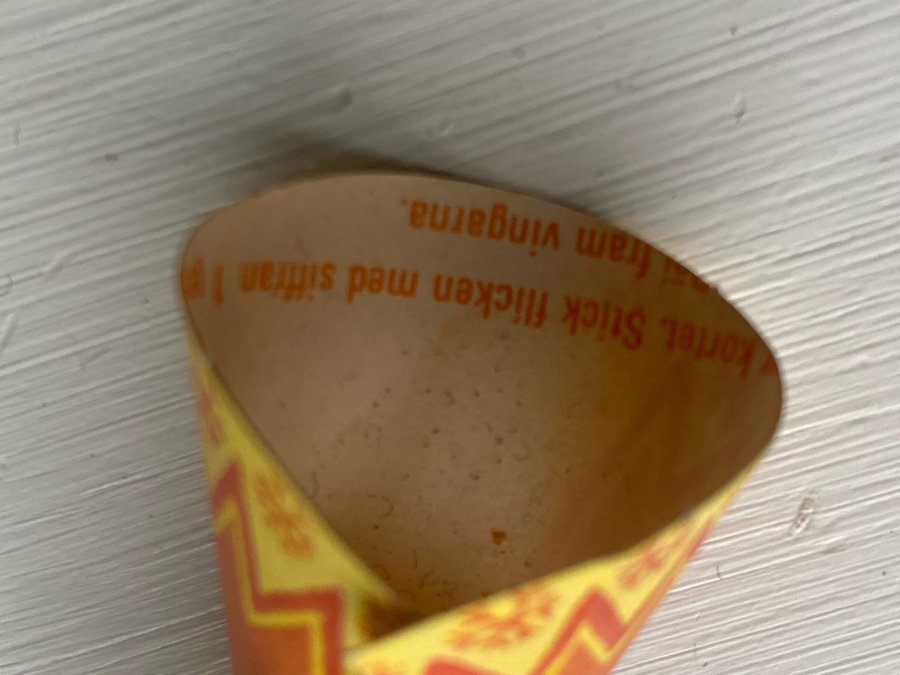 kortet. Stick fliken med siffran 1
fram vingarna.